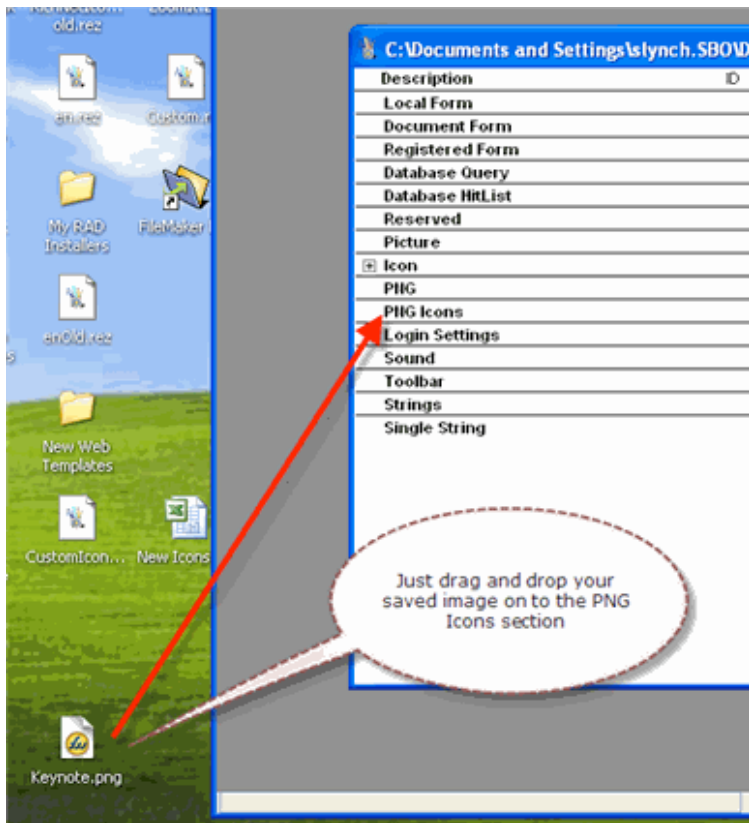 old.rez
en.rez
My RAD
Installers
FileMaker
enOld.rez
New Web
Templates
CustomIcon... New Icons
Keynote.png
C:\Documents and Settings\slynch.SBO\D
Description ID
Local Form
Document Form
Registered Form
Database Query
Database HitList
Reserved
Picture
Icon
PNG
PNG Icons
Login Settings
Sound
Toolbar
Strings
Single String
Just drag and drop your
saved image on to the PNG
Icons section